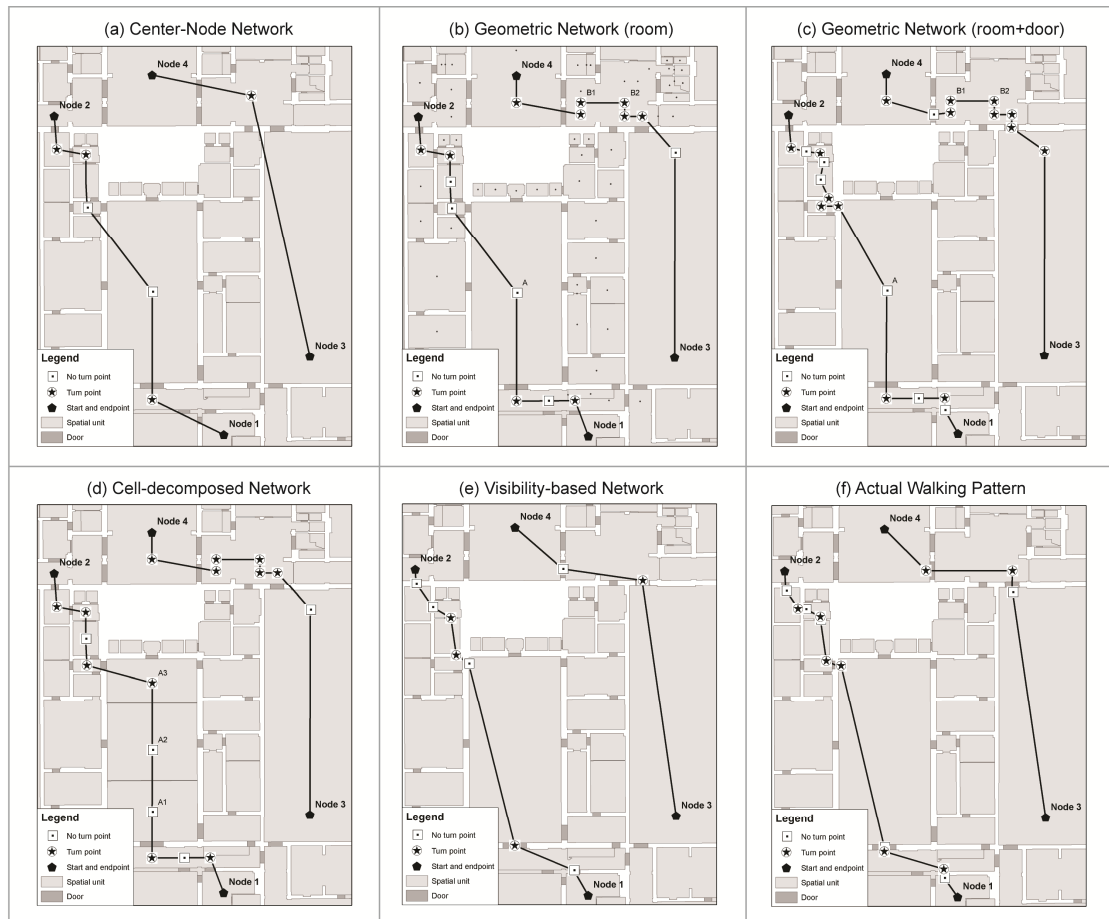 (a) Center-Node Network
Node 4
Node 2
Node 3
Legend
No turn point
Turn point
Start and endpoint
Spatial unit
Door
Node 1
(b) Geometric Network (room)
Node 4
B1
B2
Node 2
A
Node 3
Legend
No turn point
Turn point
Start and endpoint
Spatial unit
Door
Node 1
(c) Geometric Network (room+door)
Node 4
B1
B2
Node 2
A
Node 3
Legend
No turn point
Turn point
Start and endpoint
Spatial unit
Door
Node 1
(d) Cell-decomposed Network
Node 4
Node 2
A3
A2
A1
Node 3
Legend
No turn point
Turn point
Start and endpoint
Spatial unit
Door
Node 1
(e) Visibility-based Network
Node 4
Node 2
Node 3
Legend
No turn point
Turn point
Start and endpoint
Spatial unit
Door
Node 1
(f) Actual Walking Pattern
Node 4
Node 2
Node 3
Legend
No turn point
Turn point
Start and endpoint
Spatial unit
Door
Node 1